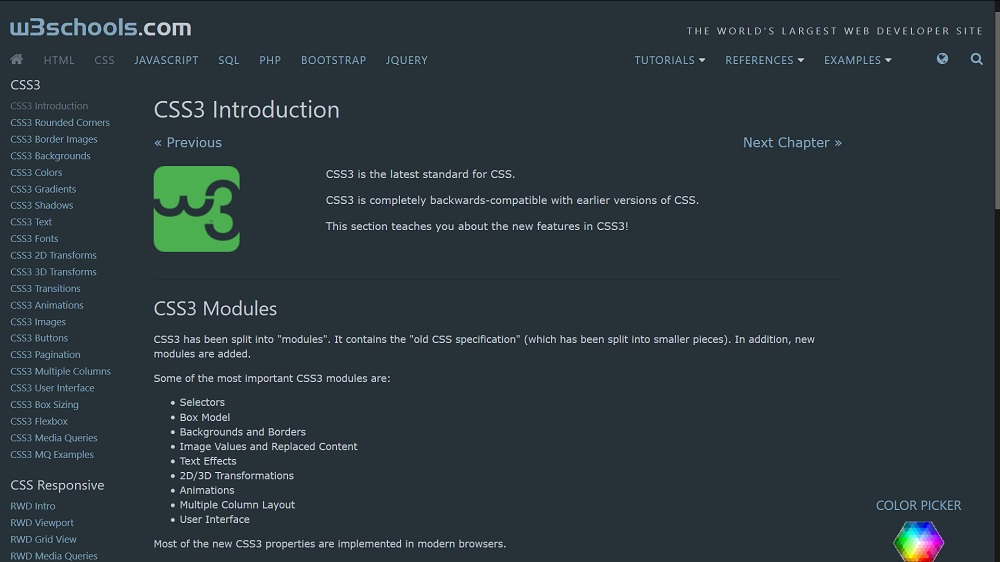 w3schools.com
THE WORLD'S LARGEST WEB DEVELOPER SITE
HTML CSS JAVASCRIPT SQL PHP BOOTSTRAP JQUERY TUTORIALS REFERENCES EXAMPLES
CSS3
CSS3 Introduction
CSS3 Rounded Corners
CSS3 Border Images
CSS3 Backgrounds
CSS3 Colors
CSS3 Gradients
CSS3 Shadows
CSS3 Text
CSS3 Fonts
CSS3 2D Transforms
CSS3 3D Transforms
CSS3 Transitions
CSS3 Animations
CSS3 Images
CSS3 Buttons
CSS3 Pagination
CSS3 Multiple Columns
CSS3 User Interface
CSS3 Box Sizing
CSS3 Flexbox
CSS3 Media Queries
CSS3 MQ Examples
CSS Responsive
RWD Intro
RWD Viewport
RWD Grid View
RWD Media Queries
CSS3 Introduction
« Previous
Next Chapter »
w3
CSS3 is the latest standard for CSS.
CSS3 is completely backwards-compatible with earlier versions of CSS.
This section teaches you about the new features in CSS3!
CSS3 Modules
CSS3 has been split into "modules". It contains the "old CSS specification" (which has been split into smaller pieces). In addition, new
modules are added.
Some of the most important CSS3 modules are:
• Selectors
• Box Model
• Backgrounds and Borders
• Image Values and Replaced Content
• Text Effects
• 2D/3D Transformations
• Animations
• Multiple Column Layout
• User Interface
Most of the new CSS3 properties are implemented in modern browsers.
COLOR PICKER